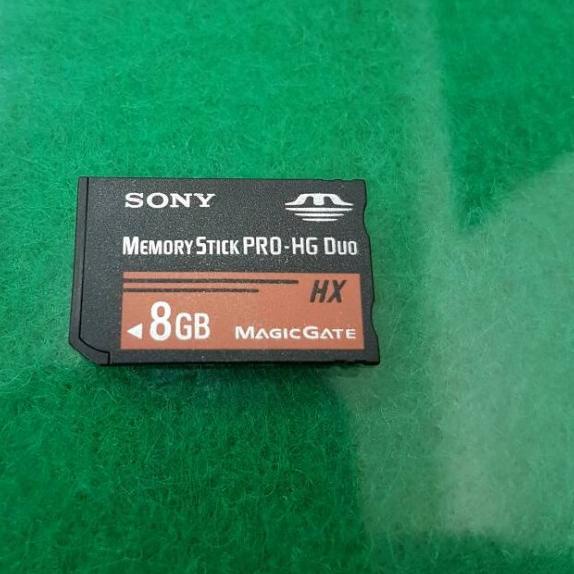 SONY
MEMORY STICK PRO-HG DUO
HX
8GB MAGICGATE